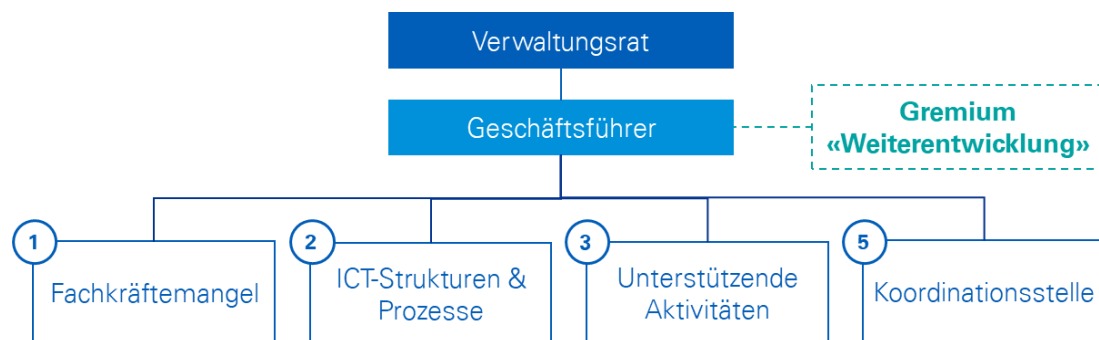 Verwaltungsrat
Geschäftsführer
Gremium
«Weiterentwicklung»
1
Fachkräftemangel
2
ICT-Strukturen &
Prozesse
3
Unterstützende
Aktivitäten
5
Koordinationsstelle